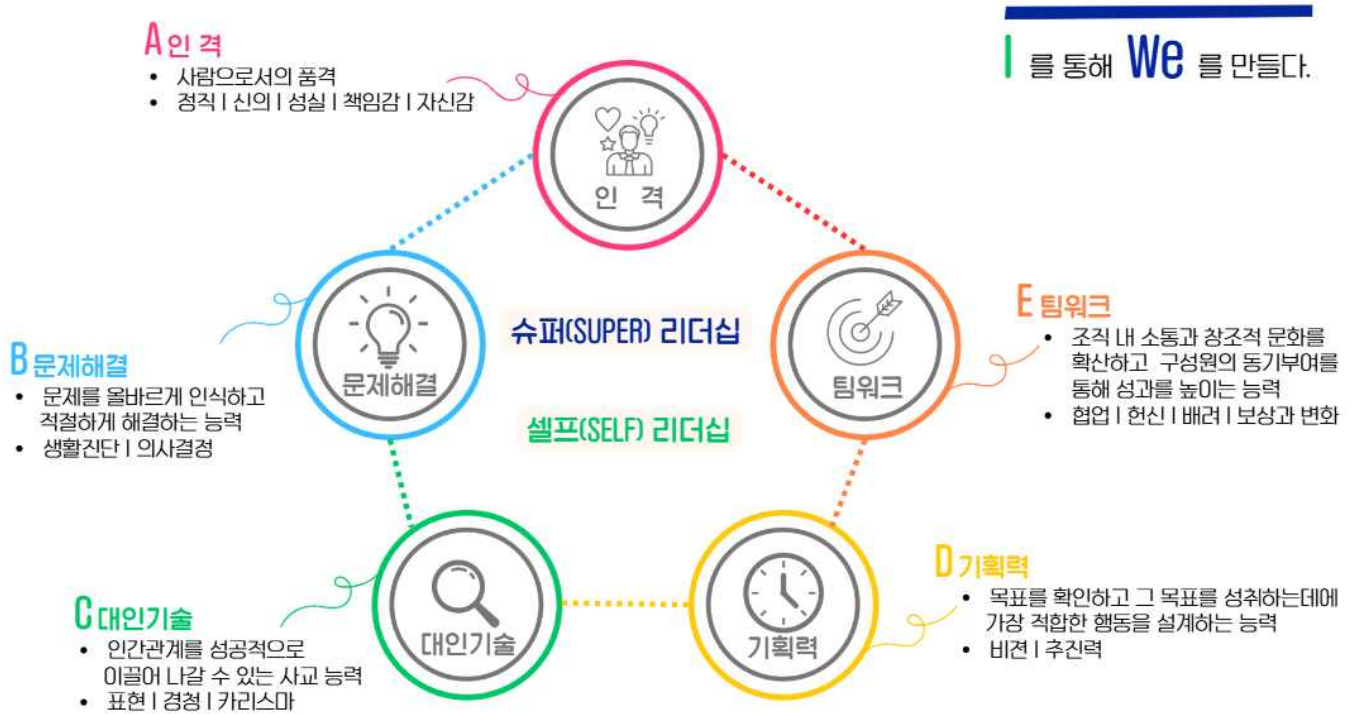 I 를 통해 We 를 만들다.
A 인 격
• 사람으로서의 품격
• 정직 | 신의 | 성실 | 책임감 | 자신감
인 격
슈퍼(SUPER) 리더십
셀프(SELF) 리더십
문제해결
B 문제해결
• 문제를 올바르게 인식하고
적절하게 해결하는 능력
• 생활진단 | 의사결정
대인기술
C 대인기술
• 인간관계를 성공적으로
이끌어 나갈 수 있는 사교 능력
• 표현 | 경청 | 카리스마
기획력
D 기획력
• 목표를 확인하고 그 목표를 성취하는데에
가장 적합한 행동을 설계하는 능력
• 비견 | 추진력
팀워크
E 팀워크
• 조직 내 소통과 창조적 문화를
확산하고 구성원의 동기부여를
통해 성과를 높이는 능력
• 협업 | 헌신 | 배려 | 보상과 변화